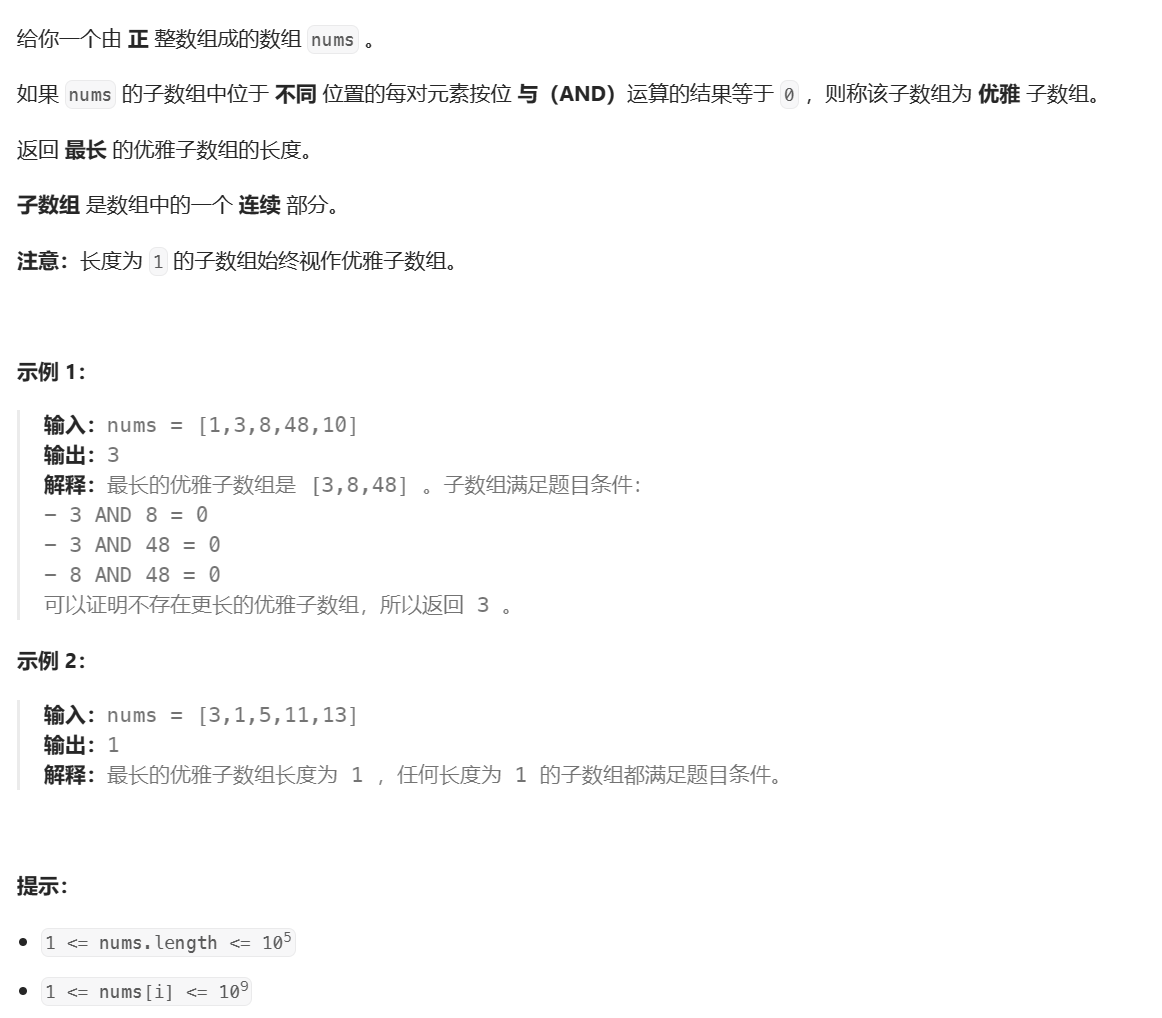 给你一个由 正 整数组成的数组 nums 。
如果 nums 的子数组中位于 不同 位置的每对元素按位 与（AND）运算的结果等于 0 ，则称该子数组为 优雅 子数组。
返回 最长 的优雅子数组的长度。
子数组 是数组中的一个 连续 部分。
注意：长度为 1 的子数组始终视作优雅子数组。
示例 1：
输入：nums = [1,3,8,48,10]
输出：3
解释：最长的优雅子数组是 [3,8,48] 。子数组满足题目条件：
- 3 AND 8 = 0
- 3 AND 48 = 0
- 8 AND 48 = 0
可以证明不存在更长的优雅子数组，所以返回 3 。
示例 2：
输入：nums = [3,1,5,11,13]
输出：1
解释：最长的优雅子数组长度为 1 ，任何长度为 1 的子数组都满足题目条件。
提示：
• 1 <= nums.length <= 10⁵
• 1 <= nums[i] <= 10⁹